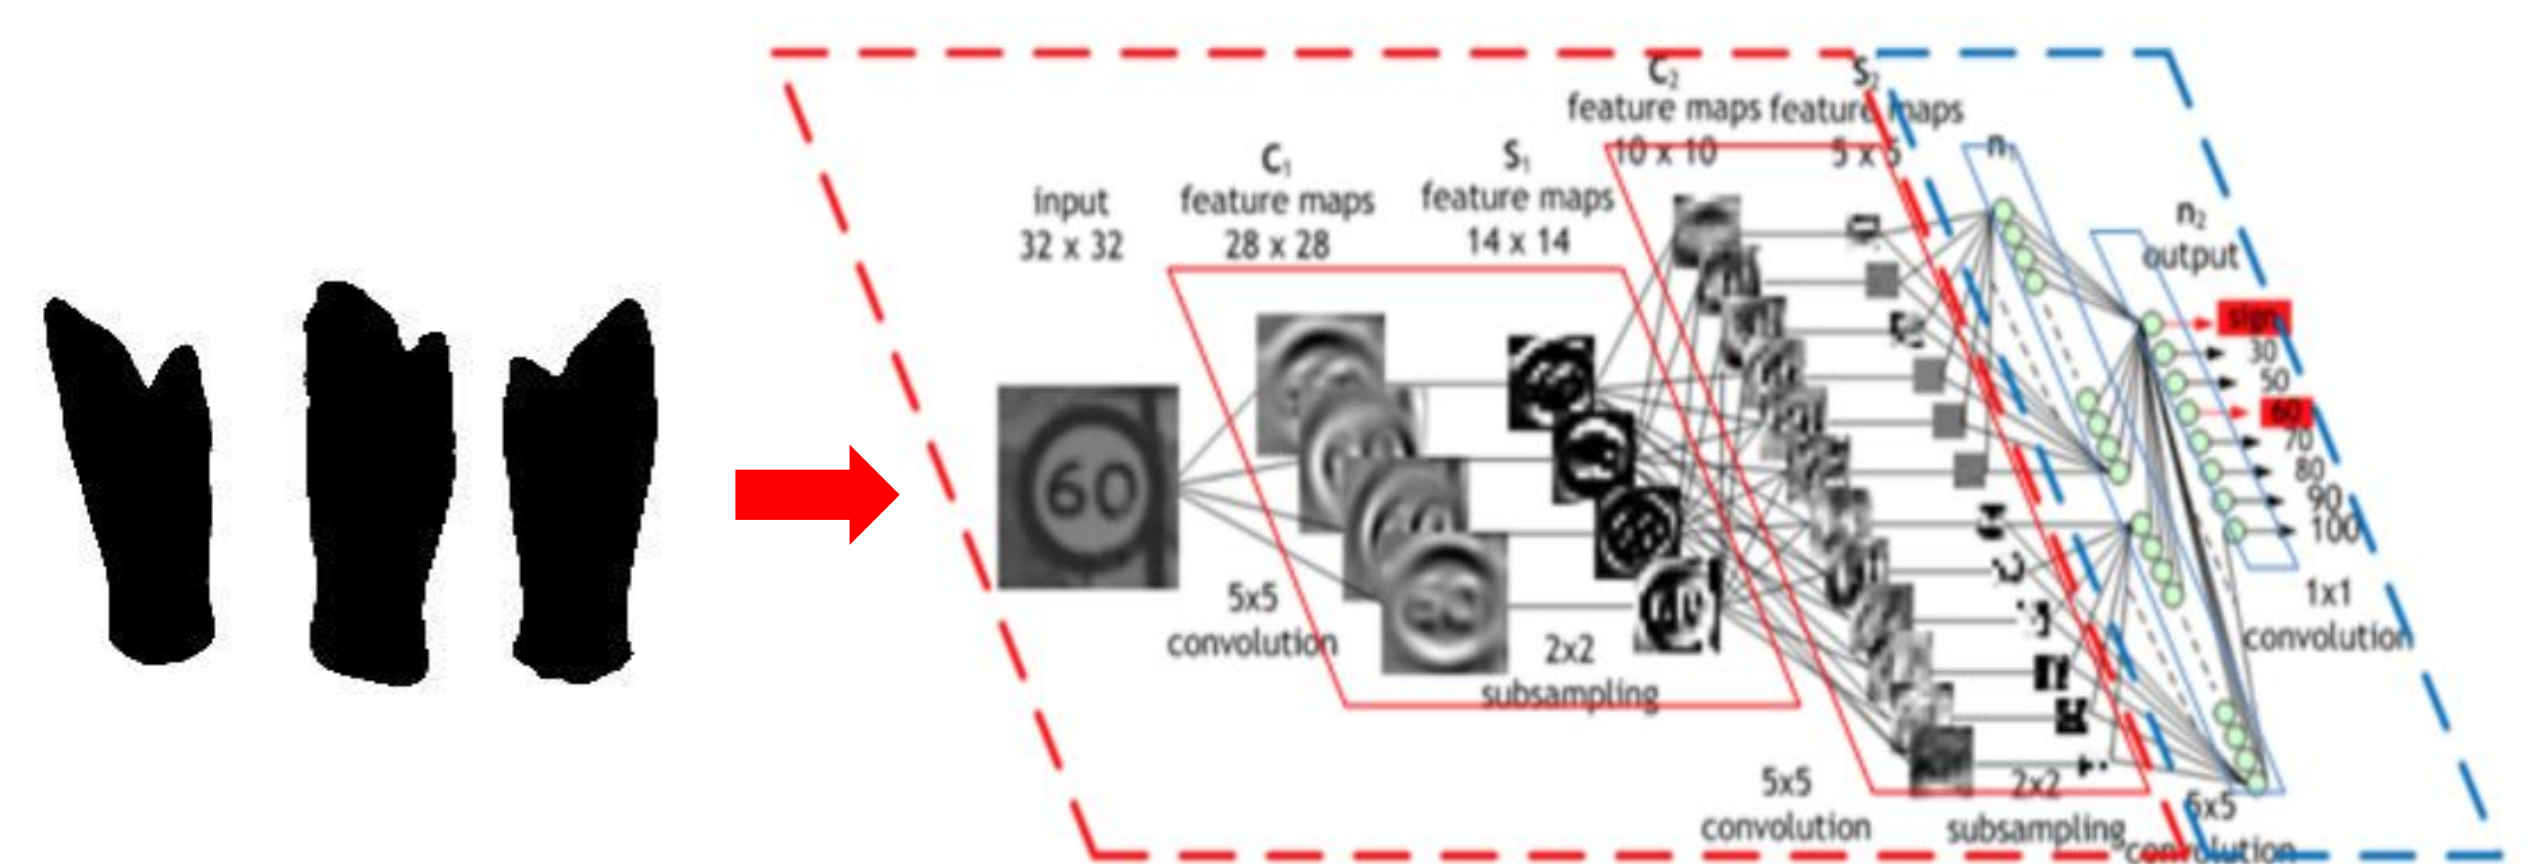 input
32 x 32
C1
feature maps
28 x 28
S1
feature maps
14 x 14
C2
feature maps
10 x 10
S2
feature maps
5 x 5
n1
n2
output
60
sign
30
50
60
70
80
90
100
5x5
convolution
2x2
subsampling
5x5
convolution
2x2
subsampling
5x5
convolution
1x1
convolution